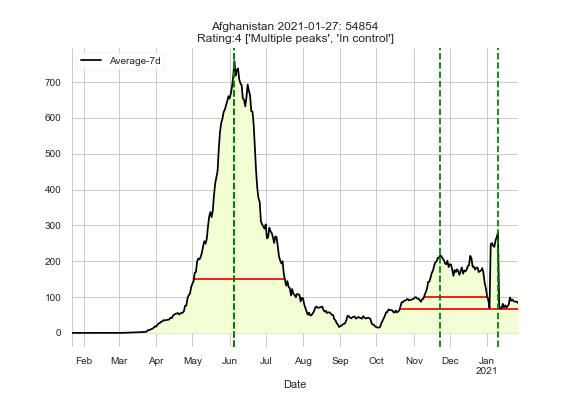 Afghanistan 2021-01-27: 54854
Rating:4 ['Multiple peaks', 'In control']
Average-7d
700
600
500
400
300
200
100
0
Feb Mar Apr May Jun Jul Aug Sep Oct Nov Dec Jan
2021
Date